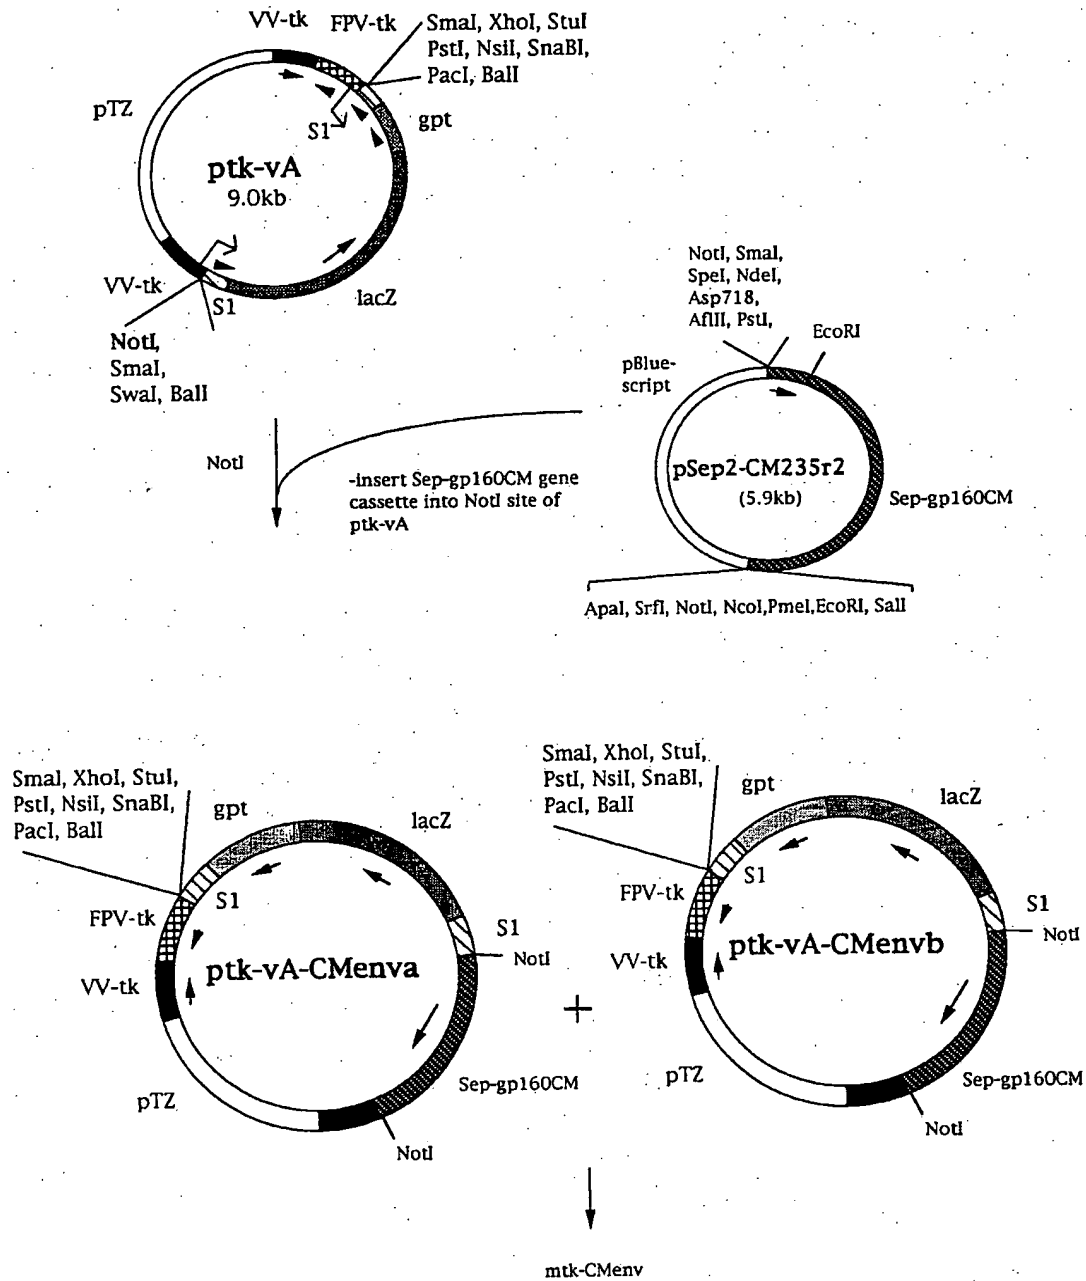 VV-tk FPV-tk
SmaI, XhoI, StuI
PstI, NsiI, SnaBI,
PacI, BalI
pTZ
S1
gpt
ptk-vA
9.0kb
VV-tk
S1
lacZ
NotI,
SmaI,
SwaI, BalI
NotI, SmaI,
SpeI, NdeI,
Asp718,
AflII, PstI,
EcoRI
pBlue-
script
pSep2-CM235r2
(5.9kb)
Sep-gp160CM
ApaI, SrfI, NotI, NcoI,PmeI,EcoRI, SalI
NotI
-insert Sep-gp160CM gene
cassette into NotI site of
ptk-vA
SmaI, XhoI, StuI,
PstI, NsiI, SnaBI,
PacI, BalI
gpt
lacZ
FPV-tk
S1
S1
NotI
VV-tk
ptk-vA-CMenva
pTZ
Sep-gp160CM
NotI
+
SmaI, XhoI, StuI,
PstI, NsiI, SnaBI,
PacI, BalI
gpt
lacZ
FPV-tk
S1
S1
NotI
VV-tk
ptk-vA-CMenvb
pTZ
Sep-gp160CM
NotI
mtk-CMenv